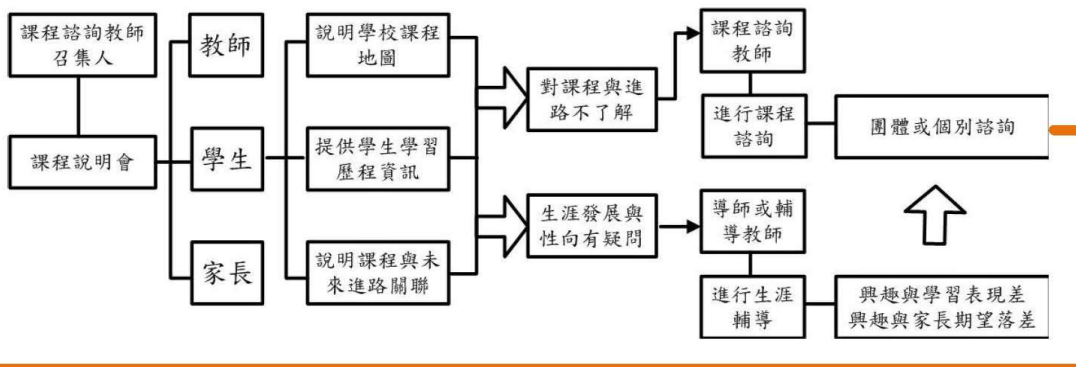 課程諮詢教師
召集人
課程說明會
教師
學生
家長
說明學校課程
地圖
提供學生學習
歷程資訊
說明課程與未
來進路關聯
對課程與進
路不了解
生涯發展與
性向有疑問
課程諮詢
教師
進行課程
諮詢
團體或個別諮詢
導師或輔
導教師
進行生涯
輔導
興趣與學習表現差
興趣與家長期望落差